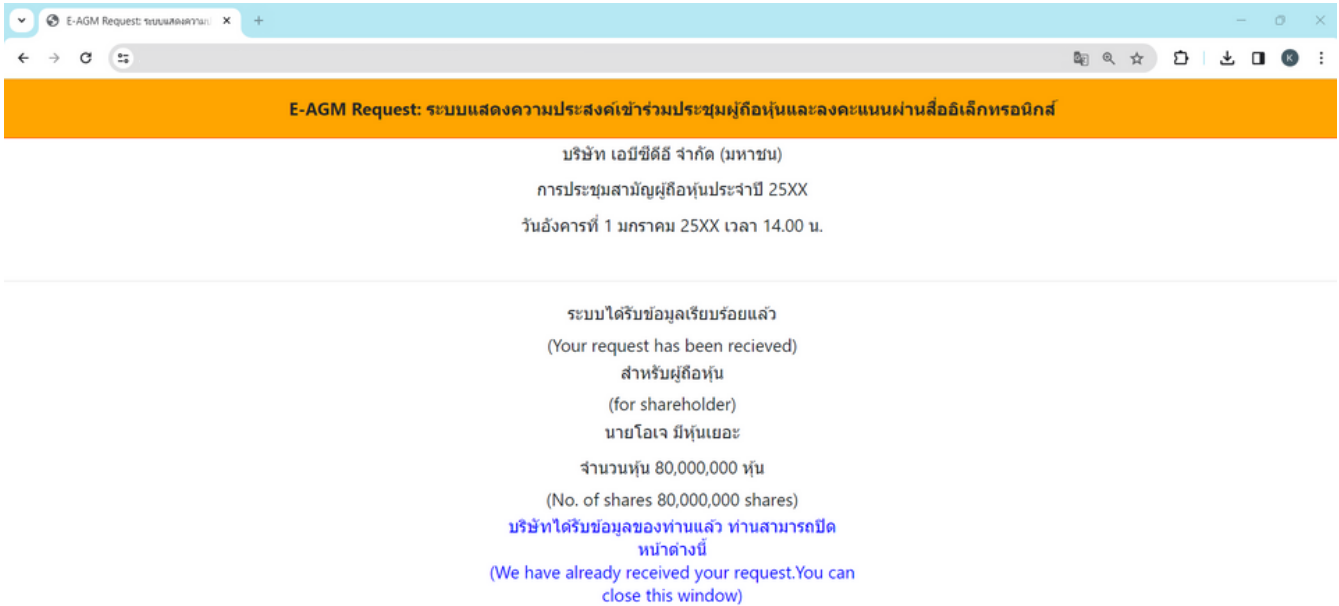 E-AGM Request: ระบบแสดงความป
E-AGM Request: ระบบแสดงความประสงค์เข้าร่วมประชุมผู้ถือหุ้นและลงคะแนนผ่านสื่ออิเล็กทรอนิกส์
บริษัท เอบีซีดีอี จำกัด (มหาชน)
การประชุมสามัญผู้ถือหุ้นประจำปี 25XX
วันอังคารที่ 1 มกราคม 25XX เวลา 14.00 น.
ระบบได้รับข้อมูลเรียบร้อยแล้ว
(Your request has been recieved)
สำหรับผู้ถือหุ้น
(for shareholder)
นายโอเจ มีหุ้นเยอะ
จำนวนหุ้น 80,000,000 หุ้น
(No. of shares 80,000,000 shares)
บริษัทได้รับข้อมูลของท่านแล้ว ท่านสามารถปิด
หน้าต่างนี้
(We have already received your request.You can
close this window)